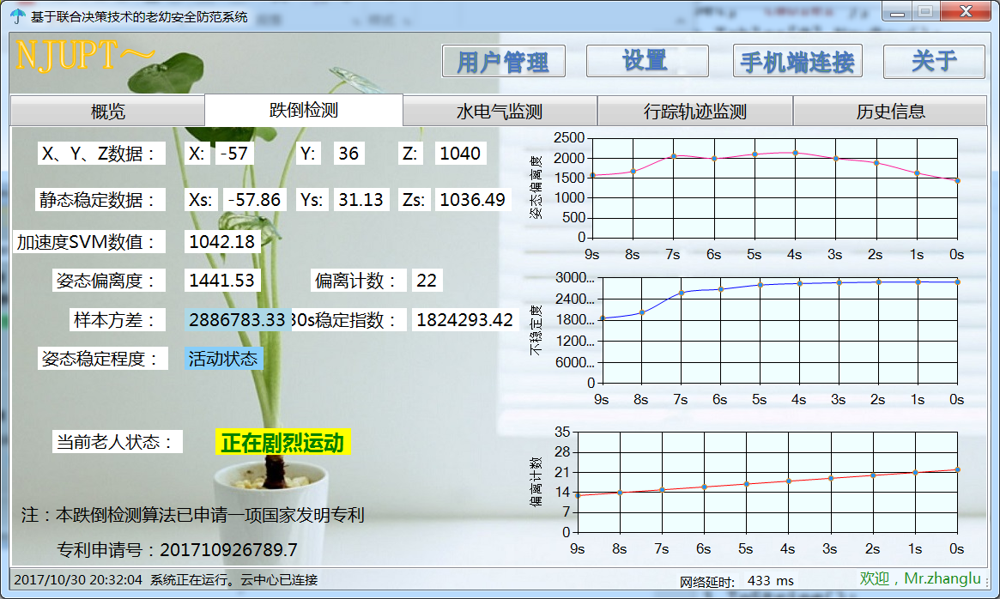 基于联合决策技术的老幼安全防范系统
NJUPT～
用户管理 设置 手机端连接 关于
概览 跌倒检测 水电气监测 行踪轨迹监测 历史信息
X、Y、Z数据： X: -57 Y: 36 Z: 1040
静态稳定数据： Xs: -57.86 Ys: 31.13 Zs: 1036.49
加速度SVM数值： 1042.18
姿态偏离度： 1441.53 偏离计数： 22
样本方差： 2886783.33 30s稳定指数： 1824293.42
姿态稳定程度： 活动状态
当前老人状态： 正在剧烈运动
注：本跌倒检测算法已申请一项国家发明专利
专利申请号：201710926789.7
姿态偏离度
2500
2000
1500
1000
500
0
9s 8s 7s 6s 5s 4s 3s 2s 1s 0s
不稳定度
3000...
2400...
1800...
1200...
6000...
0
9s 8s 7s 6s 5s 4s 3s 2s 1s 0s
偏离计数
35
28
21
14
7
0
9s 8s 7s 6s 5s 4s 3s 2s 1s 0s
2017/10/30 20:32:04 系统正在运行。云中心已连接 网络延时: 433 ms 欢迎，Mr.zhanglu